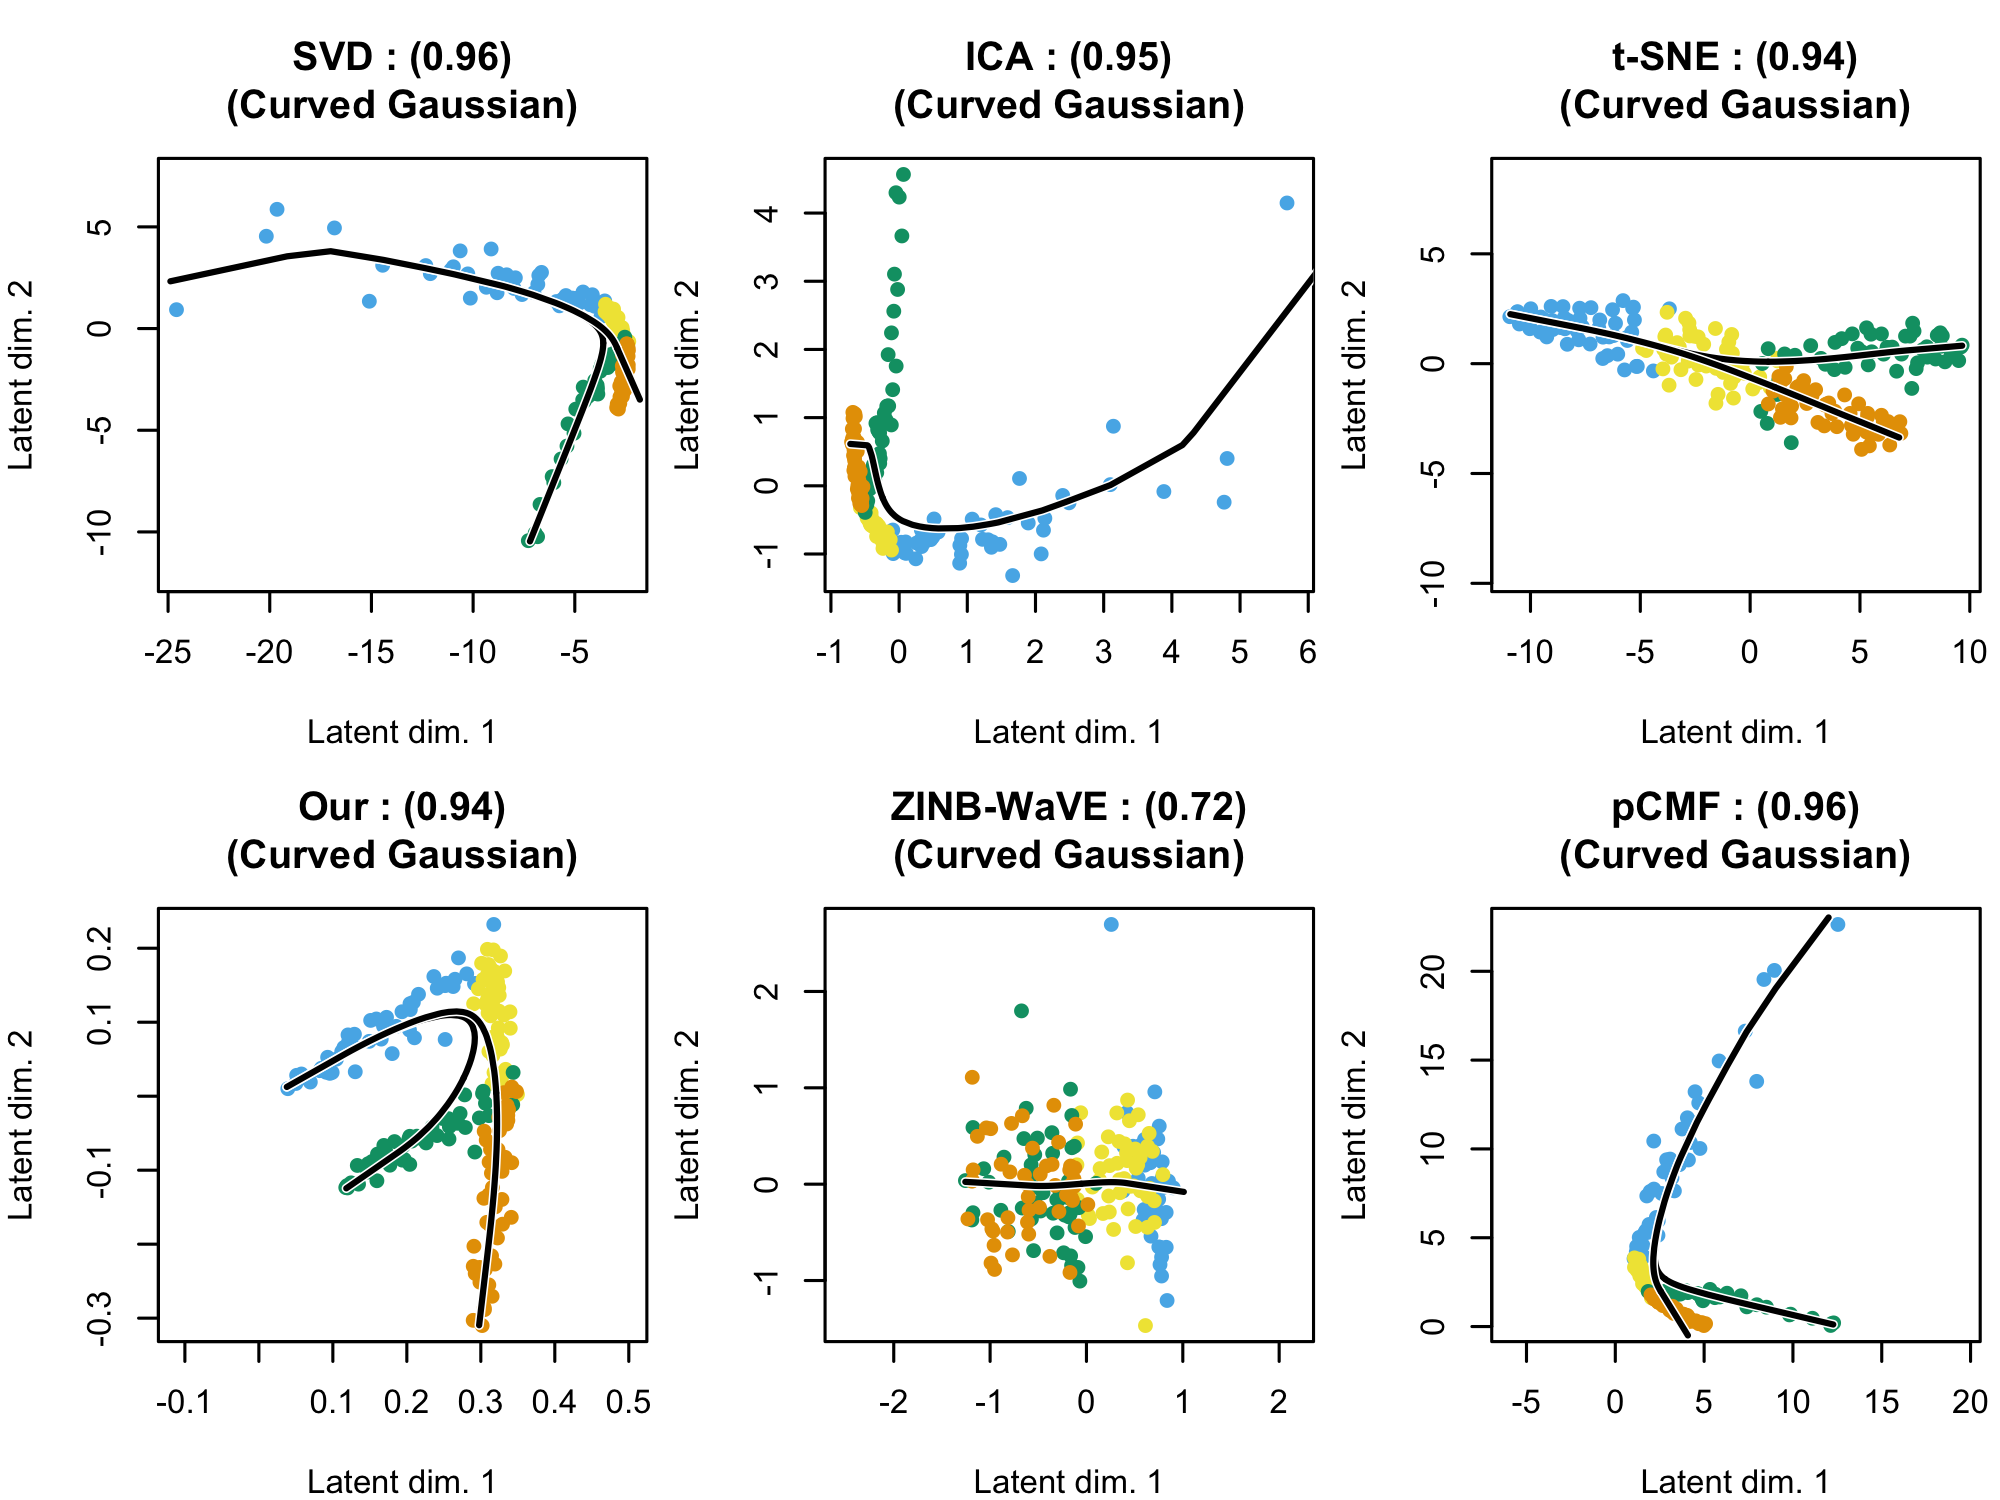 SVD : (0.96)
(Curved Gaussian)
Latent dim. 2
5
0
-5
-10
-25 -20 -15 -10 -5
Latent dim. 1
ICA : (0.95)
(Curved Gaussian)
Latent dim. 2
4
3
2
1
0
-1
-1 0 1 2 3 4 5 6
Latent dim. 1
t-SNE : (0.94)
(Curved Gaussian)
Latent dim. 2
5
0
-5
-10
-10 -5 0 5 10
Latent dim. 1
Our : (0.94)
(Curved Gaussian)
Latent dim. 2
0.2
0.1
-0.1
-0.3
-0.1 0.1 0.2 0.3 0.4 0.5
Latent dim. 1
ZINB-WaVE : (0.72)
(Curved Gaussian)
Latent dim. 2
2
1
0
-1
-2 -1 0 1 2
Latent dim. 1
pCMF : (0.96)
(Curved Gaussian)
Latent dim. 2
20
15
10
5
0
-5 0 5 10 15 20
Latent dim. 1